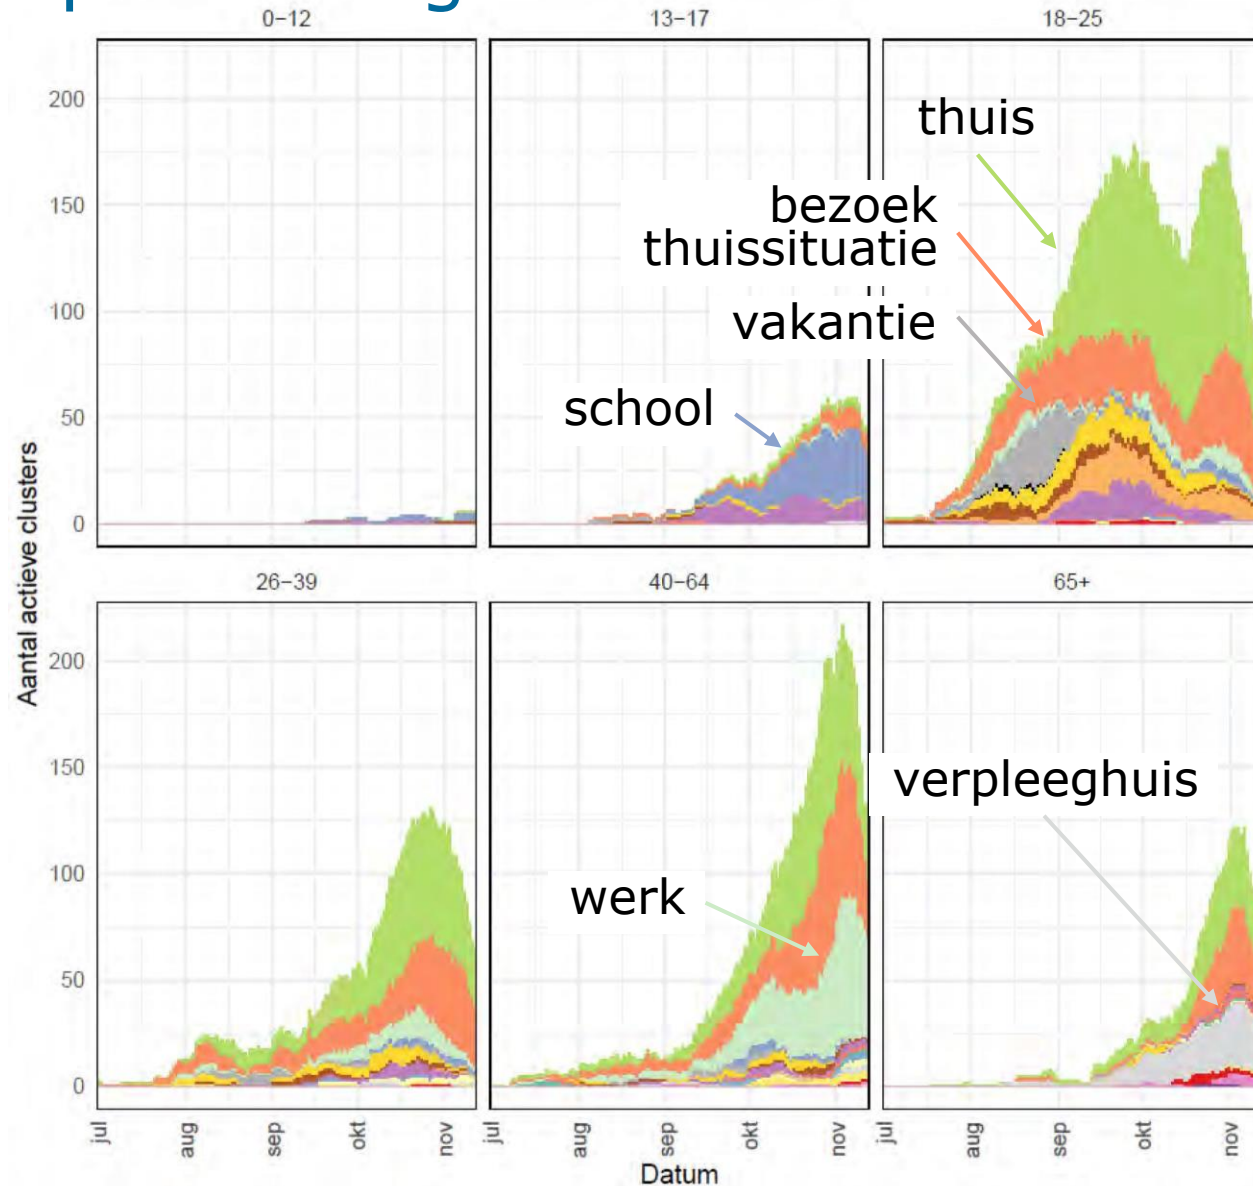 0−12
13−17
18−25
200
150
100
50
0
thuis
bezoek
thuissituatie
vakantie
school
26−39
40−64
65+
200
150
100
50
0
werk
verpleeghuis
Aantal actieve clusters
jul
aug
sep
okt
nov
jul
aug
sep
okt
nov
jul
aug
sep
okt
nov
Datum